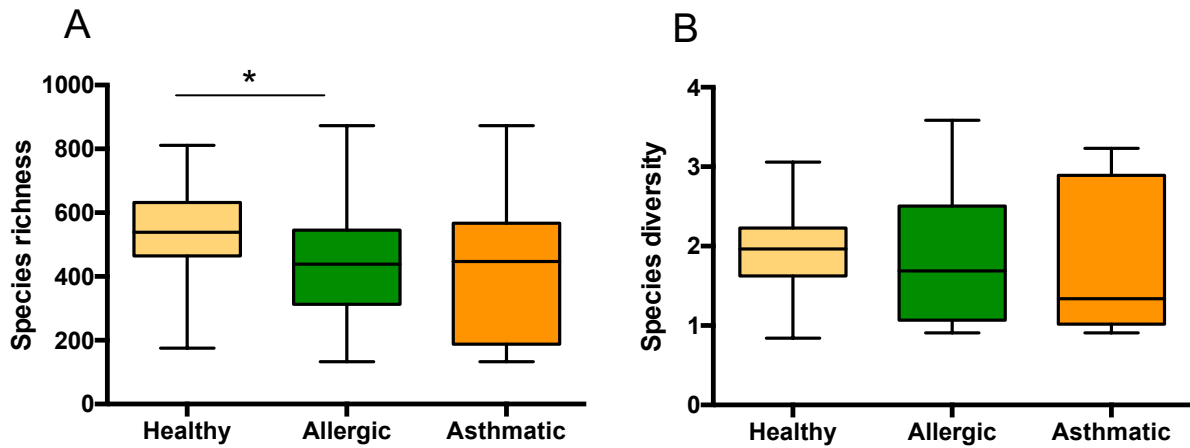 A
*
Species richness
1000
800
600
400
200
0
Healthy Allergic Asthmatic
B
Species diversity
4
3
2
1
0
Healthy Allergic Asthmatic